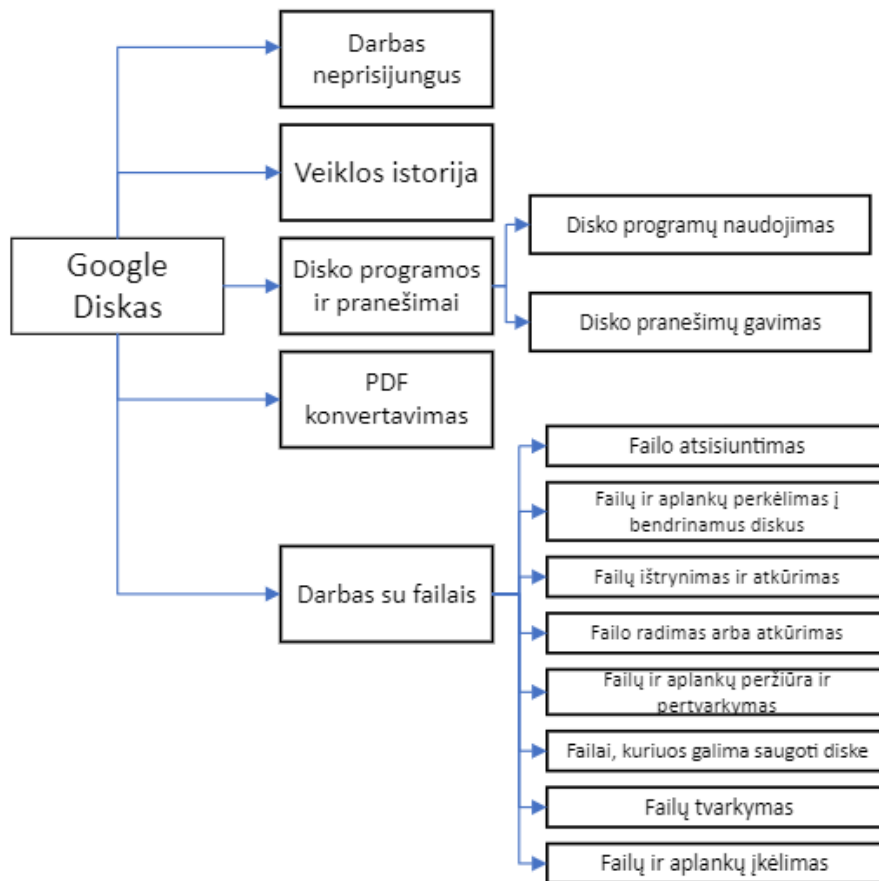 Darbas
neprisijungus
Veiklos istorija
Google
Diskas
Disko programos
ir pranešimai
Disko programų naudojimas
Disko pranešimų gavimas
PDF
konvertavimas
Darbas su failais
Failo atsisiuntimas
Failų ir aplankų perkėlimas į
bendrinamus diskus
Failų ištrynimas ir atkūrimas
Failo radimas arba atkūrimas
Failų ir aplankų peržiūra ir
pertvarkymas
Failai, kuriuos galima saugoti diske
Failų tvarkymas
Failų ir aplankų įkėlimas